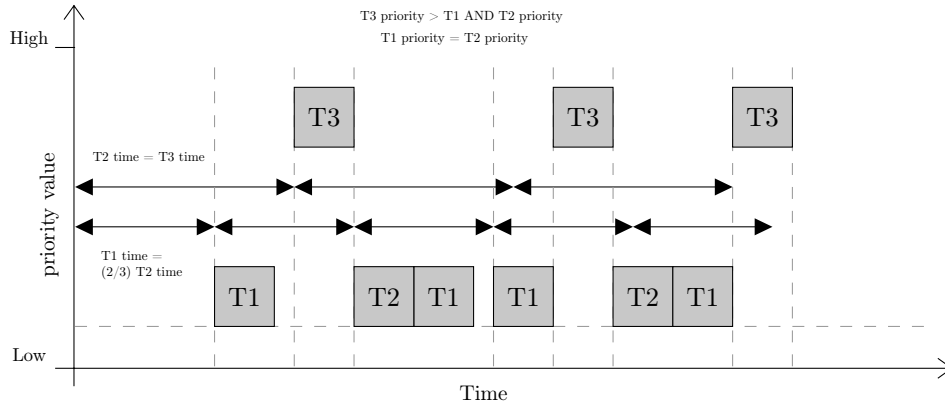 T3 priority > T1 AND T2 priority
T1 priority = T2 priority
High
T3
T3
T3
T2 time = T3 time
priority value
T1 time =
(2/3) T2 time
T1
T2
T1
T1
T2
T1
Low
Time